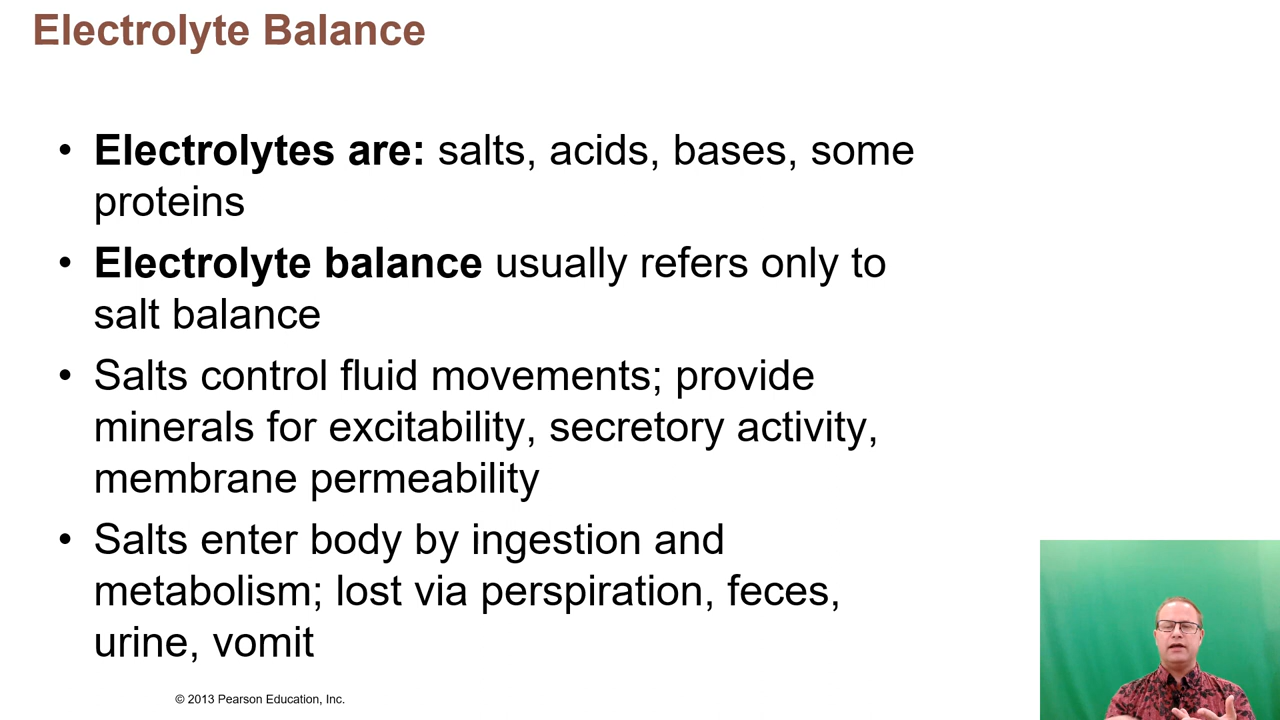 Electrolyte Balance
• Electrolytes are: salts, acids, bases, some
proteins
• Electrolyte balance usually refers only to
salt balance
• Salts control fluid movements; provide
minerals for excitability, secretory activity,
membrane permeability
• Salts enter body by ingestion and
metabolism; lost via perspiration, feces,
urine, vomit
© 2013 Pearson Education, Inc.